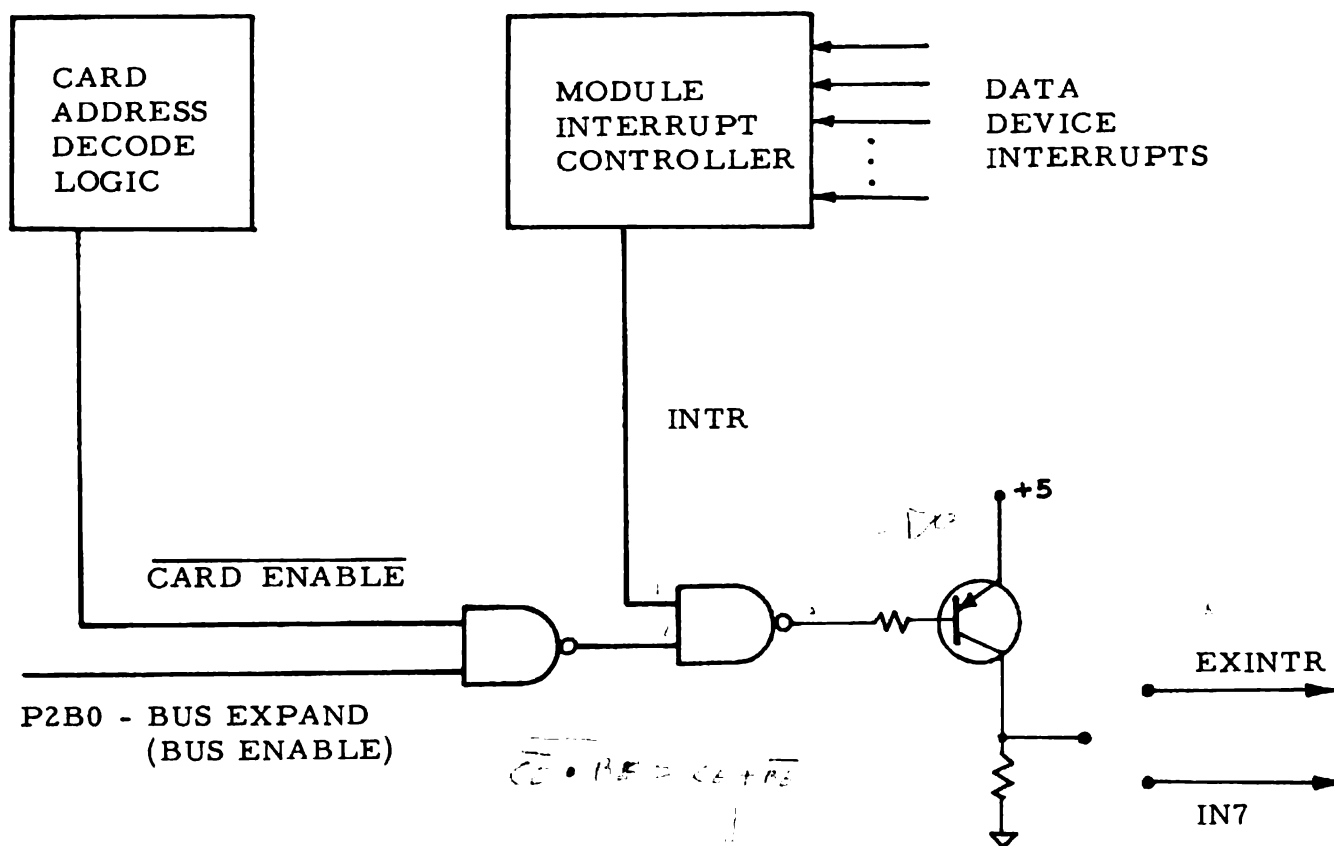 CARD
ADDRESS
DECODE
LOGIC
MODULE
INTERRUPT
CONTROLLER
DATA
DEVICE
INTERRUPTS
INTR
+5
CARD ENABLE
EXINTR
P2B0 - BUS EXPAND
(BUS ENABLE)
IN7